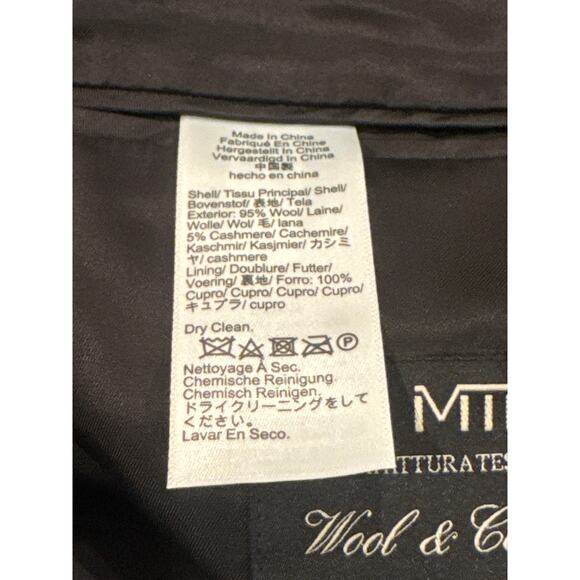 Made In China
Fabriqué En Chine
Hergestellt In China
Vervaardigd In China
中国製
hecho en china
Shell/ Tissu Principal/ Shell/
Bovenstof/ 表地/ Tela
Exterior: 95% Wool/ Laine/
Wolle/ Wol/ 毛/ lana
5% Cashmere/ Cachemire/
Kaschmir/ Kasjmier/ カシミ
ヤ/ cashmere
Lining/ Doublure/ Futter/
Voering/ 裏地/ Forro: 100%
Cupro/ Cupro/ Cupro/ Cupro/
キュプラ/ cupro
Dry Clean.
P
Nettoyage A Sec.
Chemische Reinigung.
Chemisch Reinigen.
ドライクリーニングをして
ください。
Lavar En Seco.
Wool &